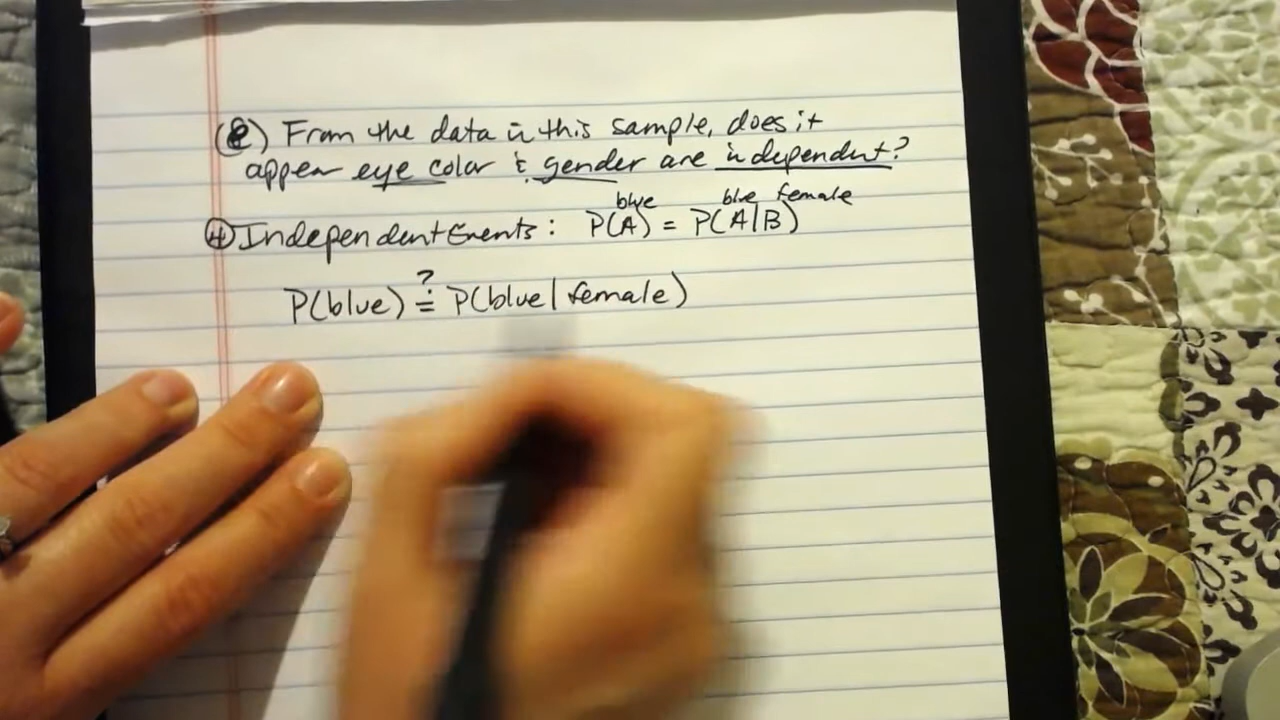 (e) From the data in this sample, does it
appear eye color & gender are independent?
blue blue female
④ Independent Events: P(A) = P(A|B)
P(blue) ≟ P(blue|female)